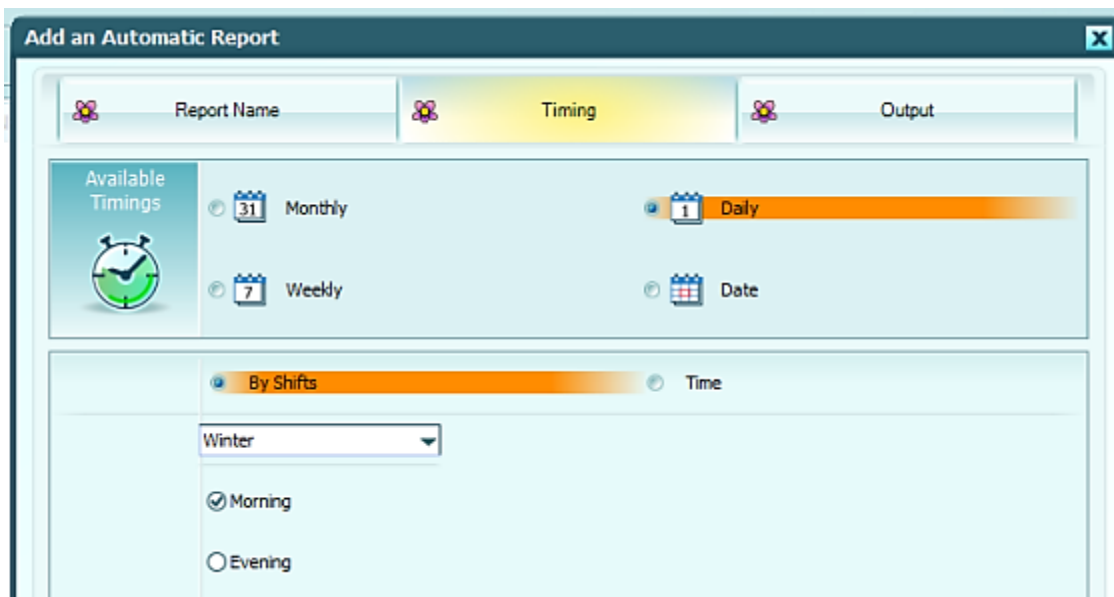 Add an Automatic Report
Report Name
Timing
Output
Available
Timings
31 Monthly
1 Daily
7 Weekly
Date
By Shifts
Time
Winter
Morning
Evening